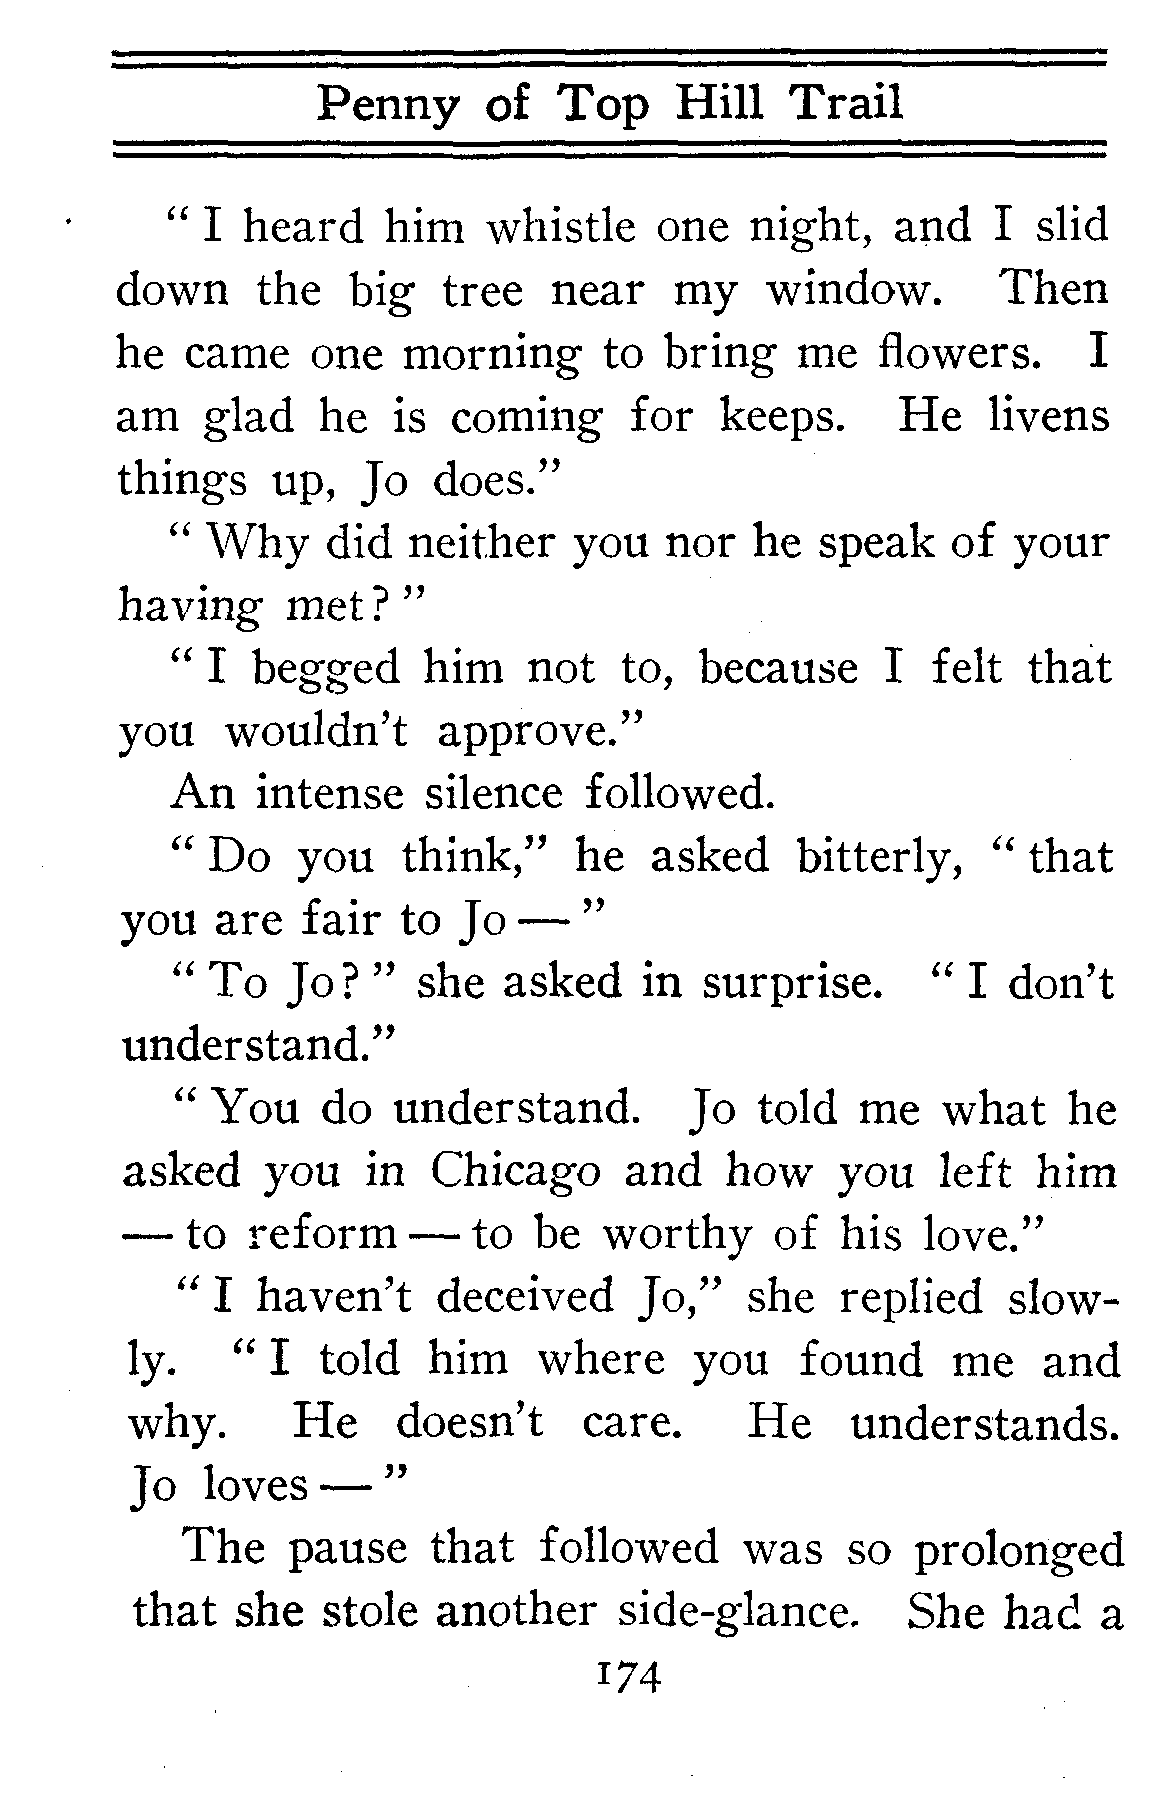 Penny of Top Hill Trail
“ I heard him whistle one night, and I slid
down the big tree near my window. Then
he came one morning to bring me flowers. I
am glad he is coming for keeps. He livens
things up, Jo does.”
“ Why did neither you nor he speak of your
having met? ”
“ I begged him not to, because I felt that
you wouldn’t approve.”
An intense silence followed.
“ Do you think,” he asked bitterly, “ that
you are fair to Jo — ”
“ To Jo? ” she asked in surprise. “ I don’t
understand.”
“ You do understand. Jo told me what he
asked you in Chicago and how you left him
— to reform — to be worthy of his love.”
“ I haven’t deceived Jo,” she replied slow-
ly. “ I told him where you found me and
why. He doesn’t care. He understands.
Jo loves — ”
The pause that followed was so prolonged
that she stole another side-glance. She had a
174